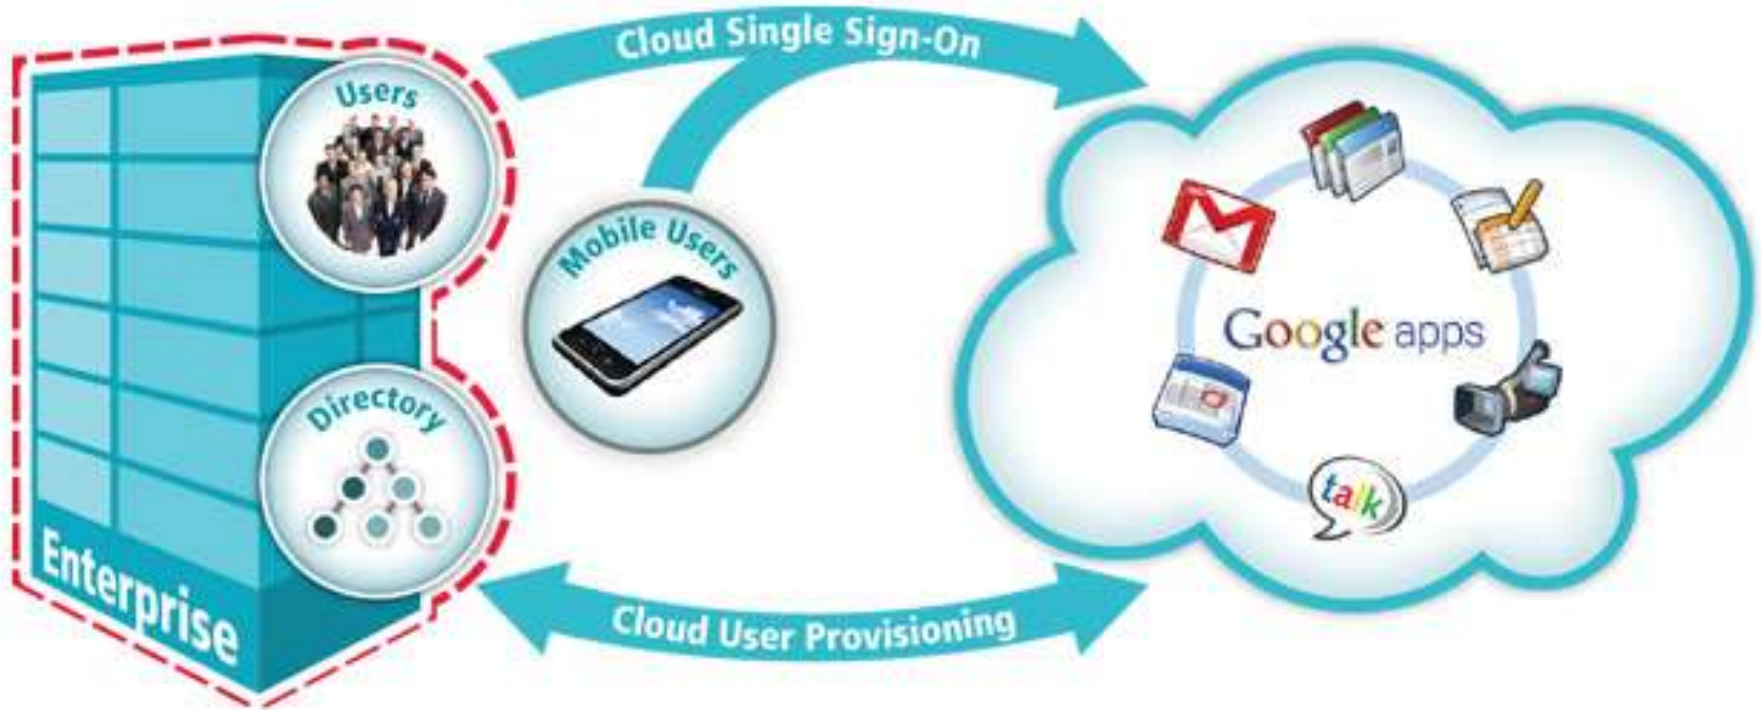 Cloud Single Sign-On
Users
Mobile Users
Google apps
Directory
talk
Enterprise
Cloud User Provisioning